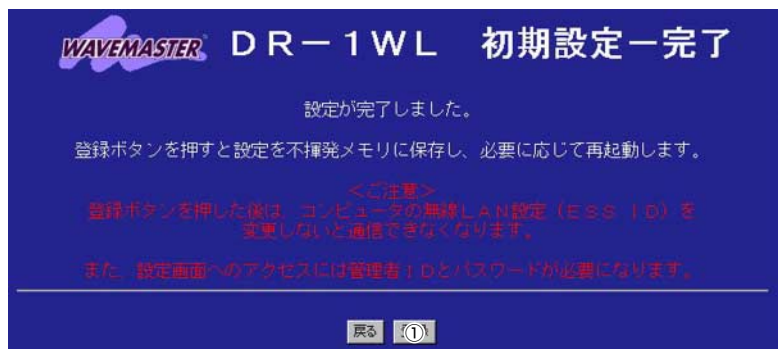 WAVEMASTER DR－1WL 初期設定－完了
設定が完了しました。
登録ボタンを押すと設定を不揮発メモリに保存し、必要に応じて再起動します。
＜ご注意＞
登録ボタンを押した後は、コンピュータの無線LAN設定（ESS ID）を
変更しないと通信できなくなります。
また、設定画面へのアクセスには管理者IDとパスワードが必要になります。
戻る ①